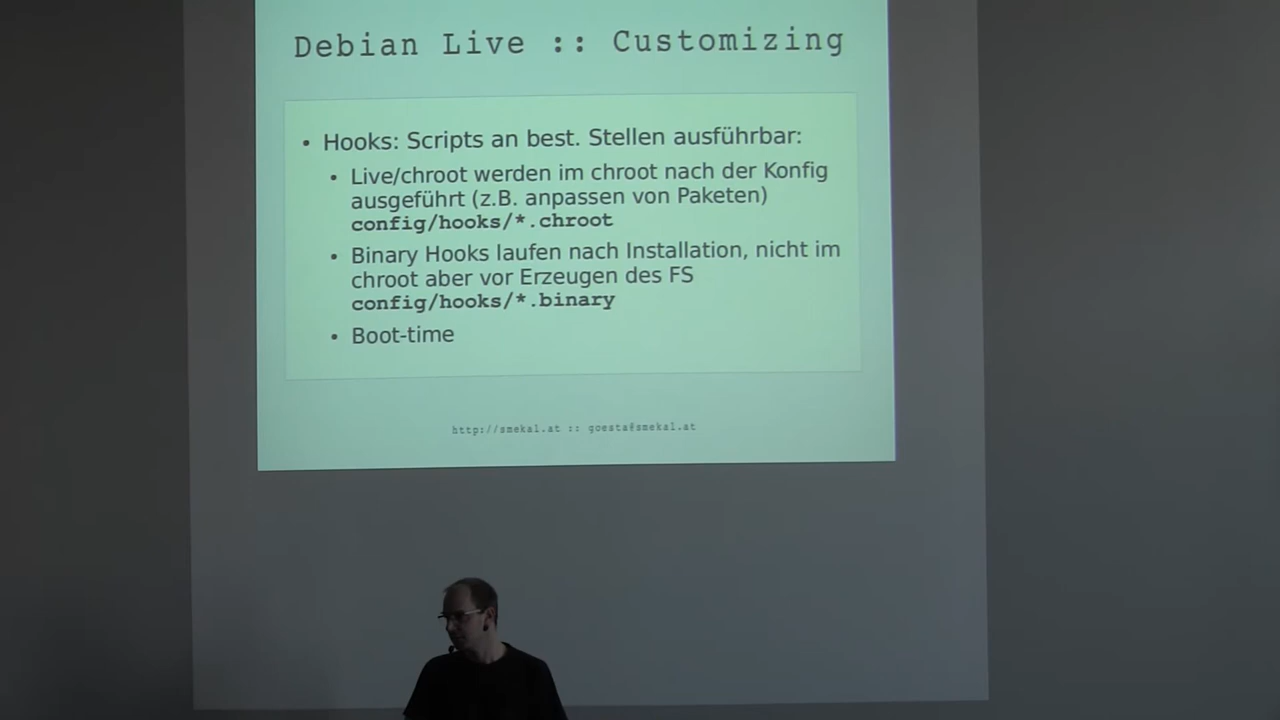 Debian Live :: Customizing
• Hooks: Scripts an best. Stellen ausführbar:
• Live/chroot werden im chroot nach der Konfig
ausgeführt (z.B. anpassen von Paketen)
config/hooks/*.chroot
• Binary Hooks laufen nach Installation, nicht im
chroot aber vor Erzeugen des FS
config/hooks/*.binary
• Boot-time
http://smekal.at :: goesta@smekal.at